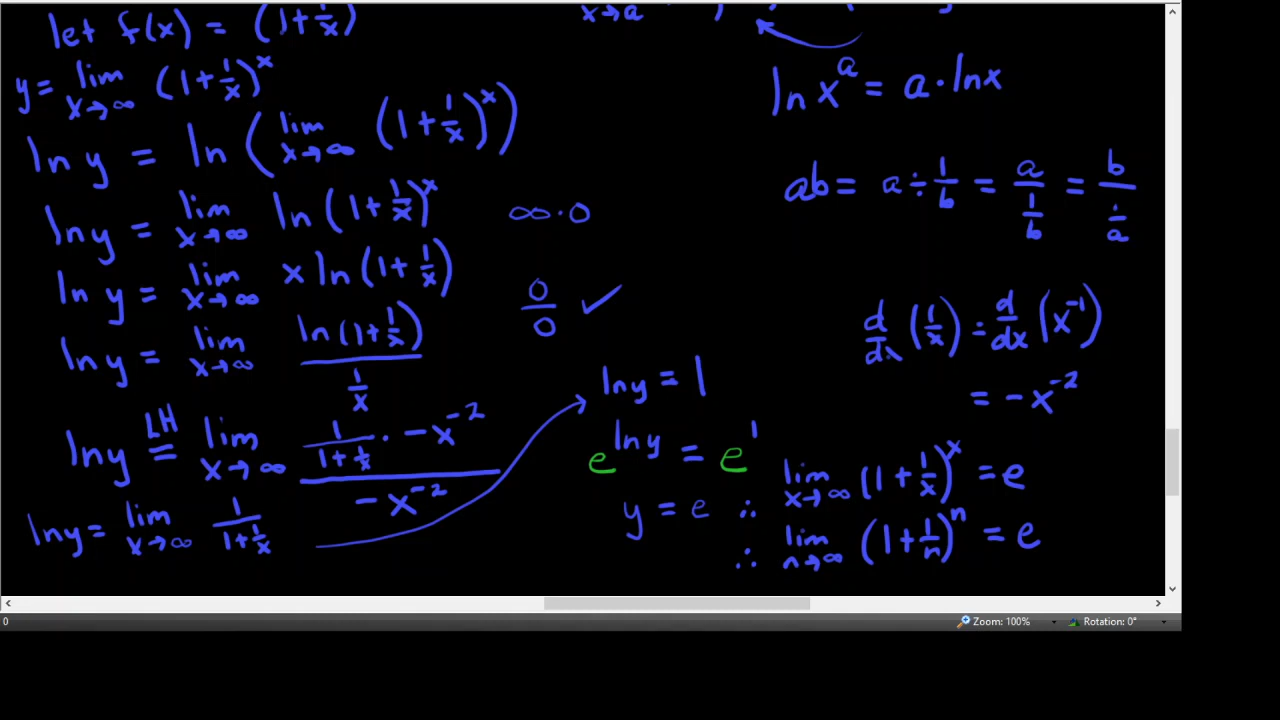 let f(x) = (1+1/x)
x→a
y = lim x→∞ (1+1/x)^x
ln y = ln(lim x→∞ (1+1/x)^x)
ln y = lim x→∞ ln(1+1/x)^x
∞·0
ln y = lim x→∞ x ln(1+1/x)
0/0 ✓
ln y = lim x→∞ ln(1+1/x) / (1/x)
ln y LH= lim x→∞ (1/(1+1/x) · -x^-2) / (-x^-2)
ln y = lim x→∞ 1/(1+1/x)
ln y = 1
e^(ln y) = e^1
y = e ∴ lim x→∞ (1+1/x)^x = e
∴ lim n→∞ (1+1/n)^n = e
ln x^a = a·ln x
ab = a ÷ 1/b = a/(1/b) = b/(1/a)
d/dx (1/x) = d/dx (x^-1)
= -x^-2
0
Zoom: 100%
Rotation: 0°